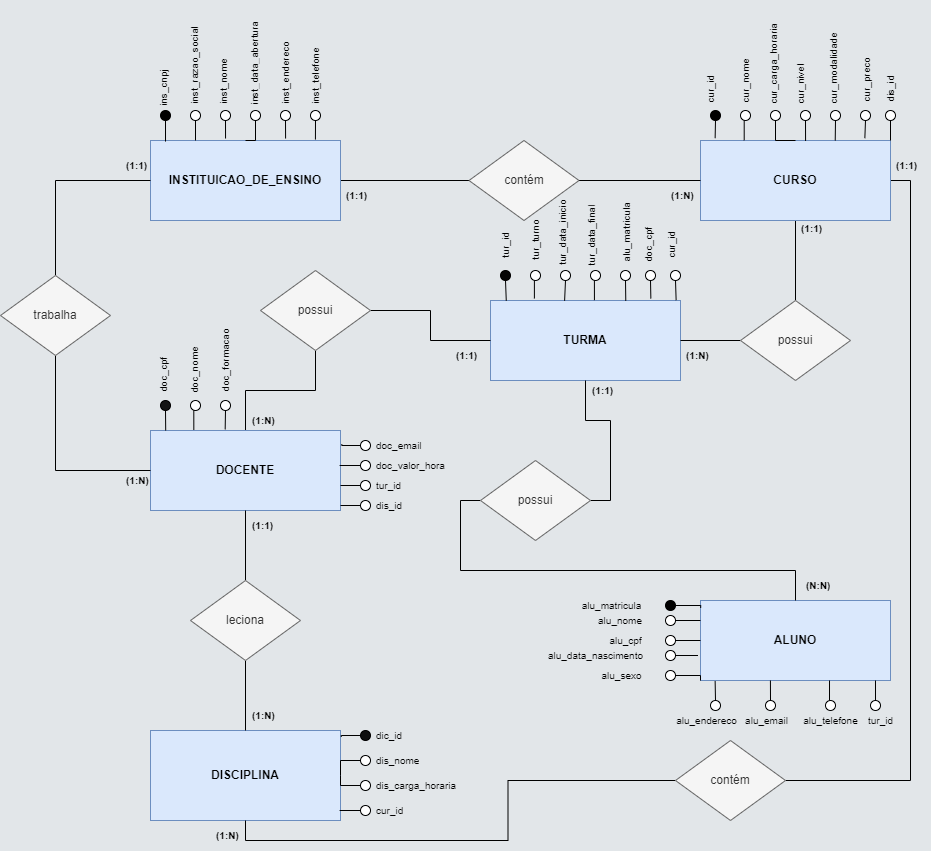 ins_cnpj
inst_razao_social
inst_nome
inst_data_abertura
inst_endereco
inst_telefone
cur_id
cur_nome
cur_carga_horaria
cur_nivel
cur_modalidade
cur_preco
dis_id
(1:1)
INSTITUICAO_DE_ENSINO
(1:1)
contém
(1:N)
CURSO
(1:1)
(1:1)
tur_id
tur_turno
tur_data_inicio
tur_data_final
alu_matricula
doc_cpf
cur_id
trabalha
possui
(1:1)
TURMA
(1:N)
possui
(1:1)
doc_cpf
doc_nome
doc_formacao
(1:N)
(1:N)
DOCENTE
doc_email
doc_valor_hora
tur_id
dis_id
(1:1)
possui
(N:N)
leciona
alu_matricula
alu_nome
alu_cpf
alu_data_nascimento
alu_sexo
ALUNO
alu_endereco
alu_email
alu_telefone
tur_id
(1:N)
DISCIPLINA
dic_id
dis_nome
dis_carga_horaria
cur_id
(1:N)
contém